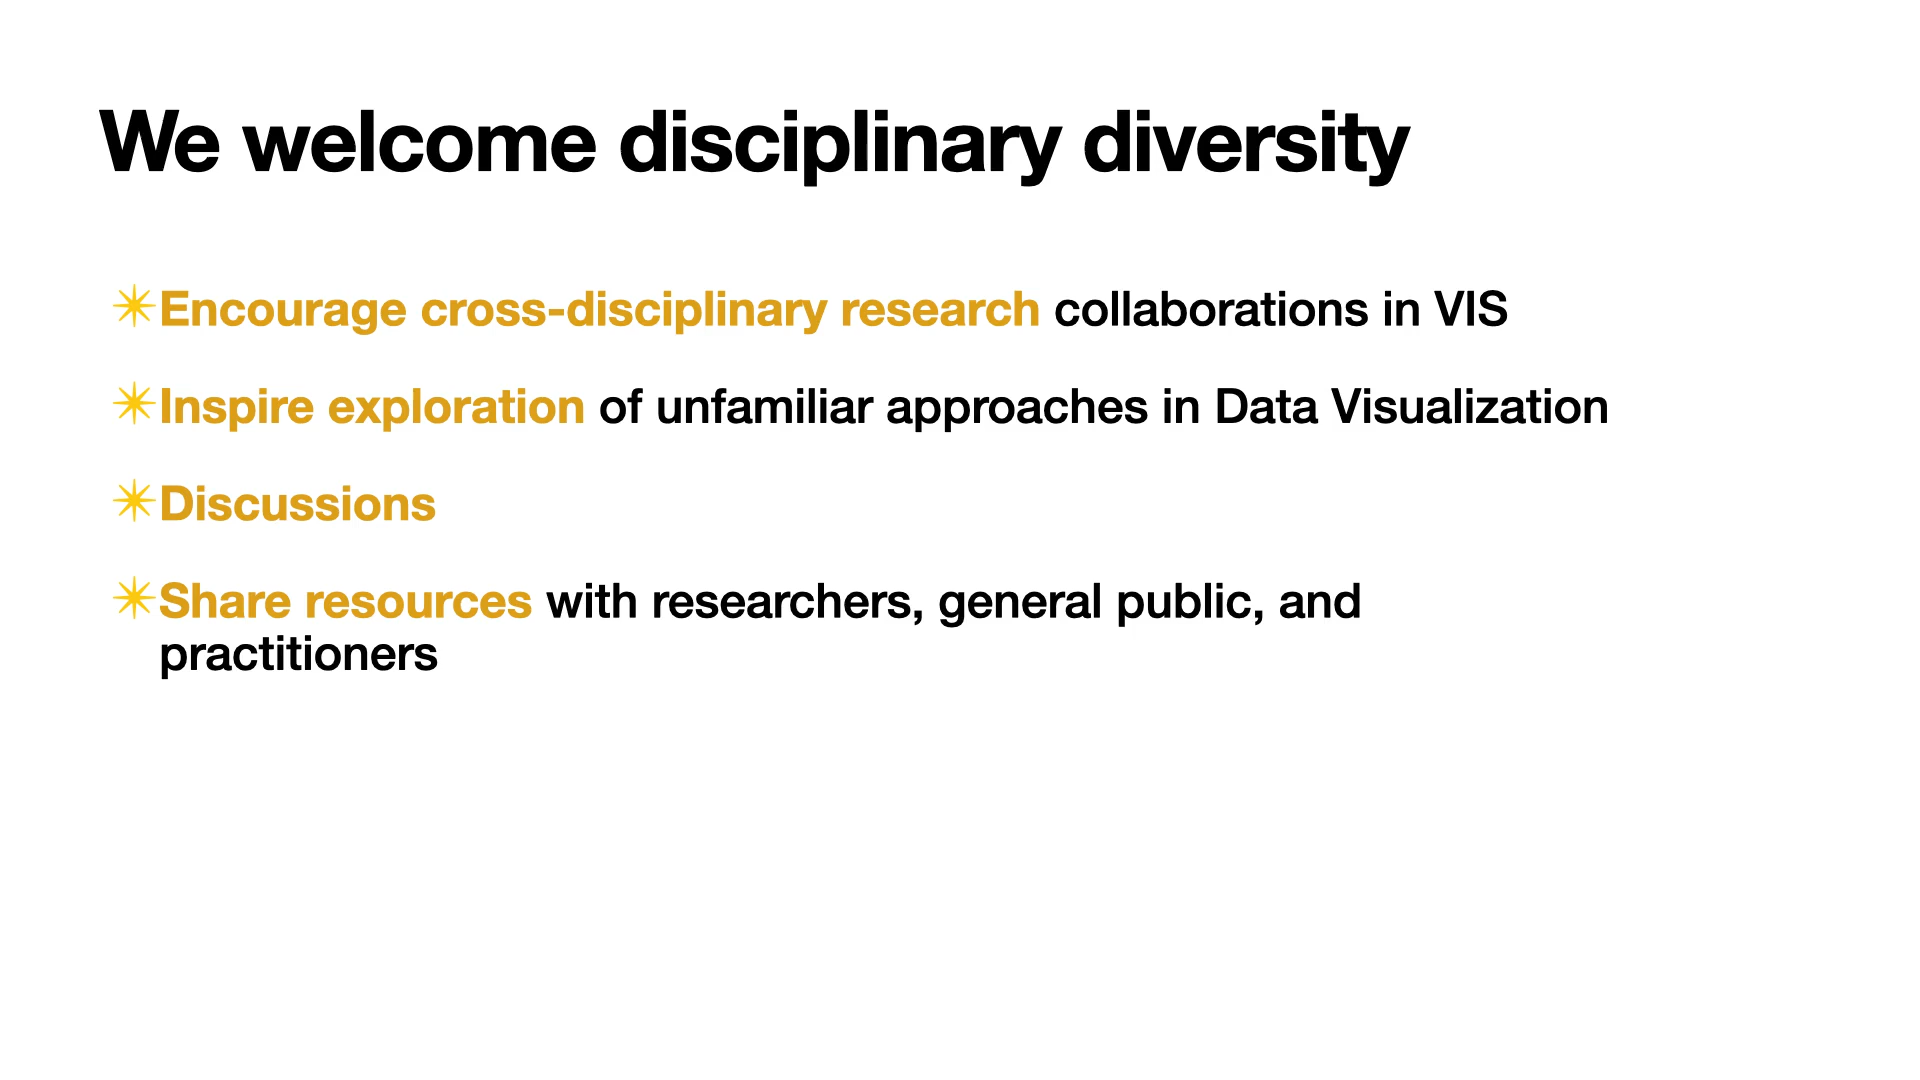 We welcome disciplinary diversity
✴Encourage cross-disciplinary research collaborations in VIS
✴Inspire exploration of unfamiliar approaches in Data Visualization
✴Discussions
✴Share resources with researchers, general public, and
practitioners